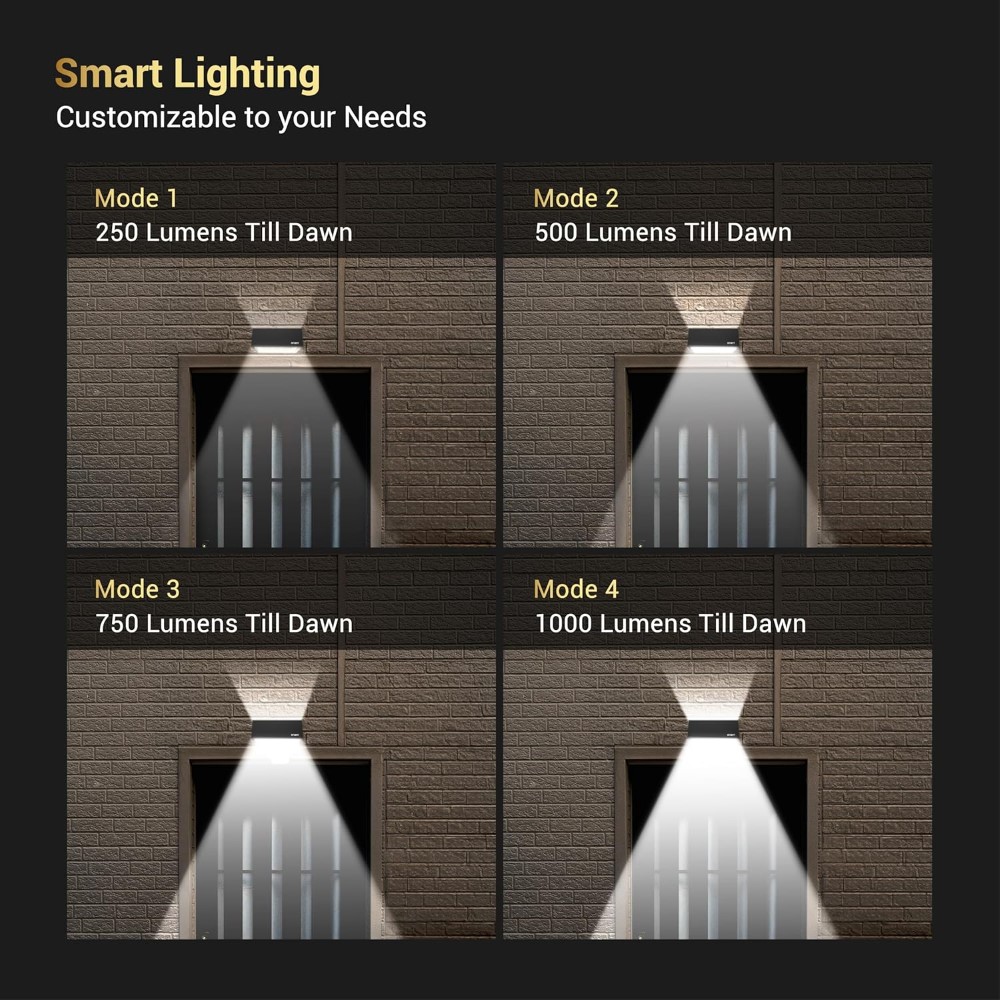 Smart Lighting
Customizable to your Needs
Mode 1
250 Lumens Till Dawn
Mode 2
500 Lumens Till Dawn
Mode 3
750 Lumens Till Dawn
Mode 4
1000 Lumens Till Dawn